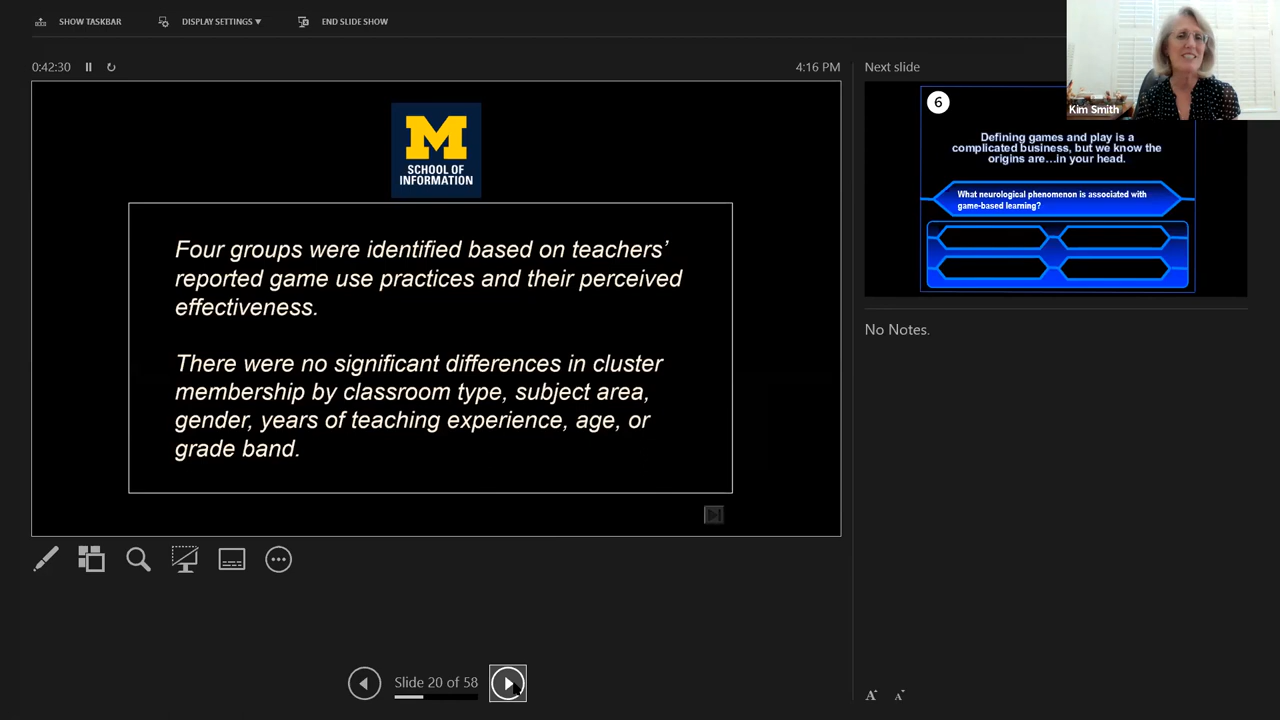 SHOW TASKBAR
DISPLAY SETTINGS ▼
END SLIDE SHOW
0:42:30
4:16 PM
M
SCHOOL OF
INFORMATION
Four groups were identified based on teachers’
reported game use practices and their perceived
effectiveness.
There were no significant differences in cluster
membership by classroom type, subject area,
gender, years of teaching experience, age, or
grade band.
Slide 20 of 58
Next slide
6
Defining games and play is a
complicated business, but we know the
origins are…in your head.
What neurological phenomenon is associated with
game-based learning?
Kim Smith
No Notes.
A
A